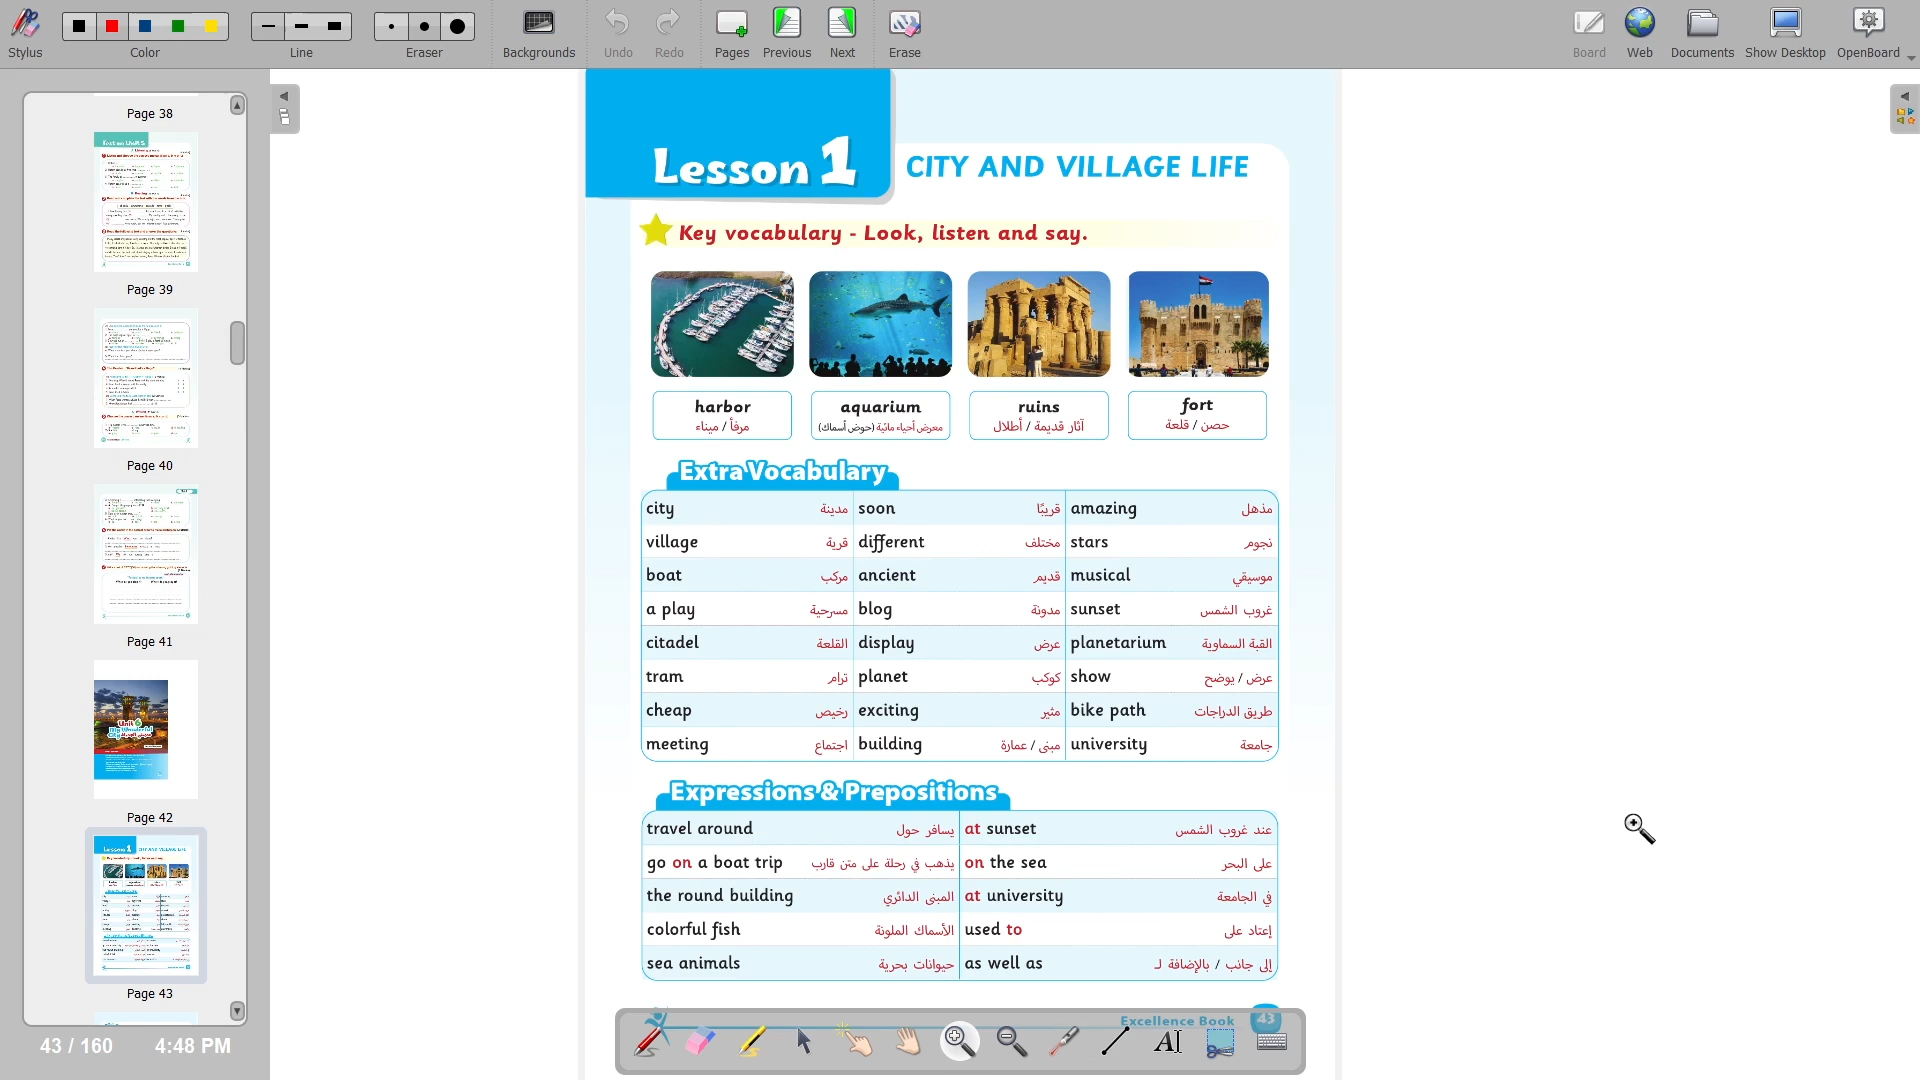 Stylus
Color
Line
Eraser
Backgrounds
Undo
Redo
Pages
Previous
Next
Erase
Board
Web
Documents
Show Desktop
OpenBoard
Page 38
Page 39
Page 40
Page 41
Page 42
Page 43
43 / 160 4:48 PM
Lesson 1
CITY AND VILLAGE LIFE
Key vocabulary - Look, listen and say.
harbor
مرفأ / ميناء
aquarium
معرض أحياء مائية (حوض أسماك)
ruins
آثار قديمة / أطلال
fort
حصن / قلعة
Extra Vocabulary
city مدينة soon قريبًا amazing مذهل
village قرية different مختلف stars نجوم
boat مركب ancient قديم musical موسيقي
a play مسرحية blog مدونة sunset غروب الشمس
citadel القلعة display عرض planetarium القبة السماوية
tram ترام planet كوكب show عرض / يوضح
cheap رخيص exciting مثير bike path طريق الدراجات
meeting اجتماع building مبنى / عمارة university جامعة
Expressions & Prepositions
travel around يسافر حول at sunset عند غروب الشمس
go on a boat trip يذهب في رحلة على متن قارب on the sea على البحر
the round building المبنى الدائري at university في الجامعة
colorful fish الأسماك الملونة used to إعتاد على
sea animals حيوانات بحرية as well as إلى جانب / بالإضافة لـ
Excellence Book 43